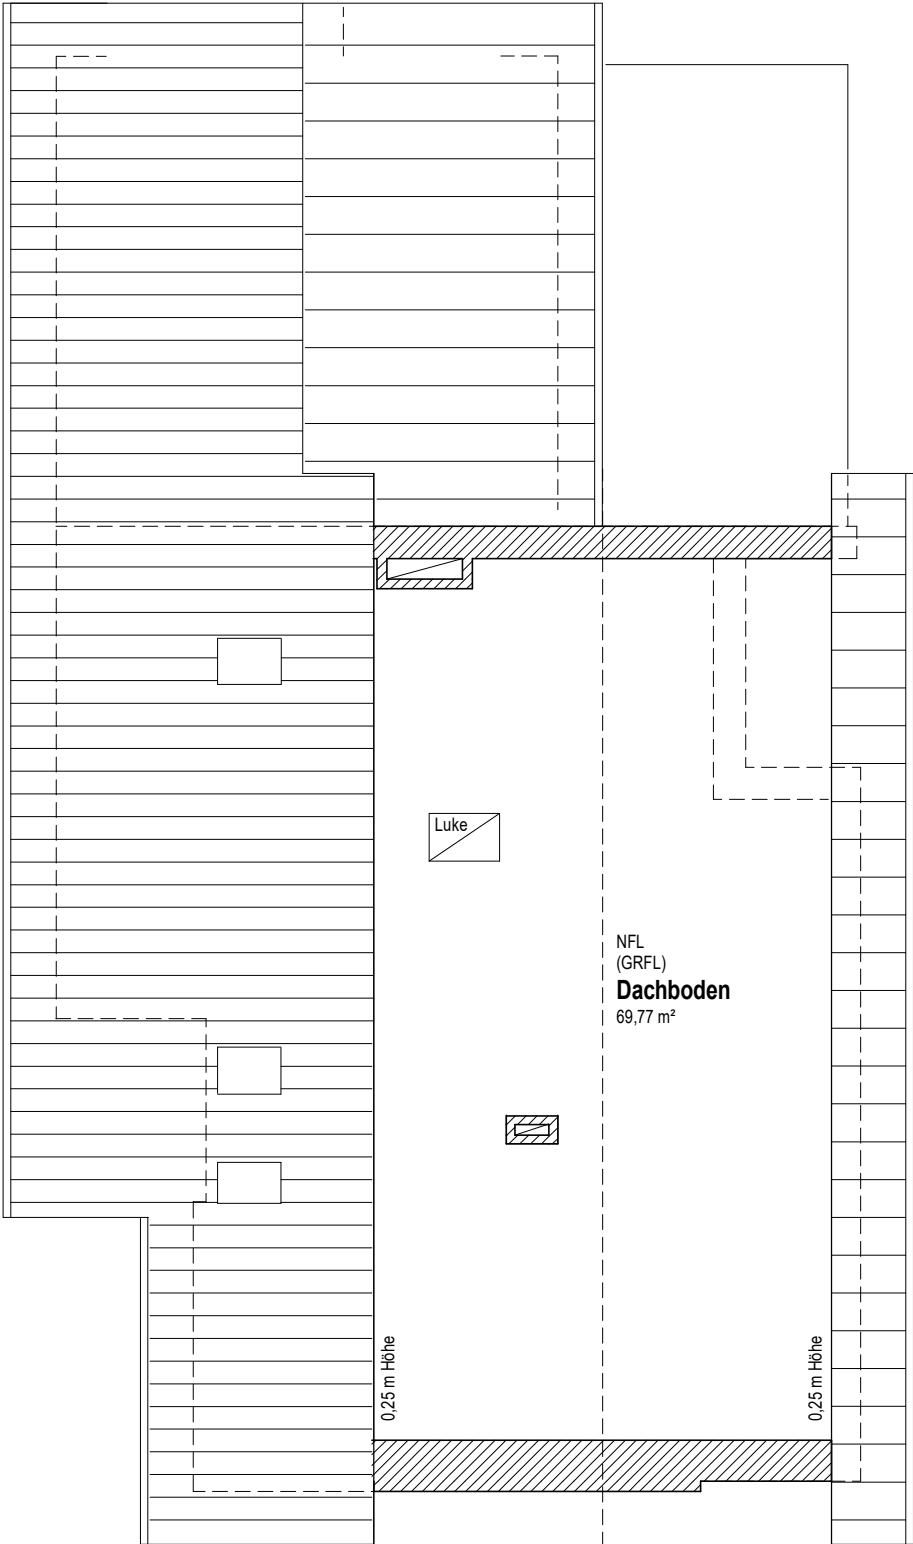 Luke
NFL
(GRFL)
Dachboden
69,77 m²
0,25 m Höhe
0,25 m Höhe